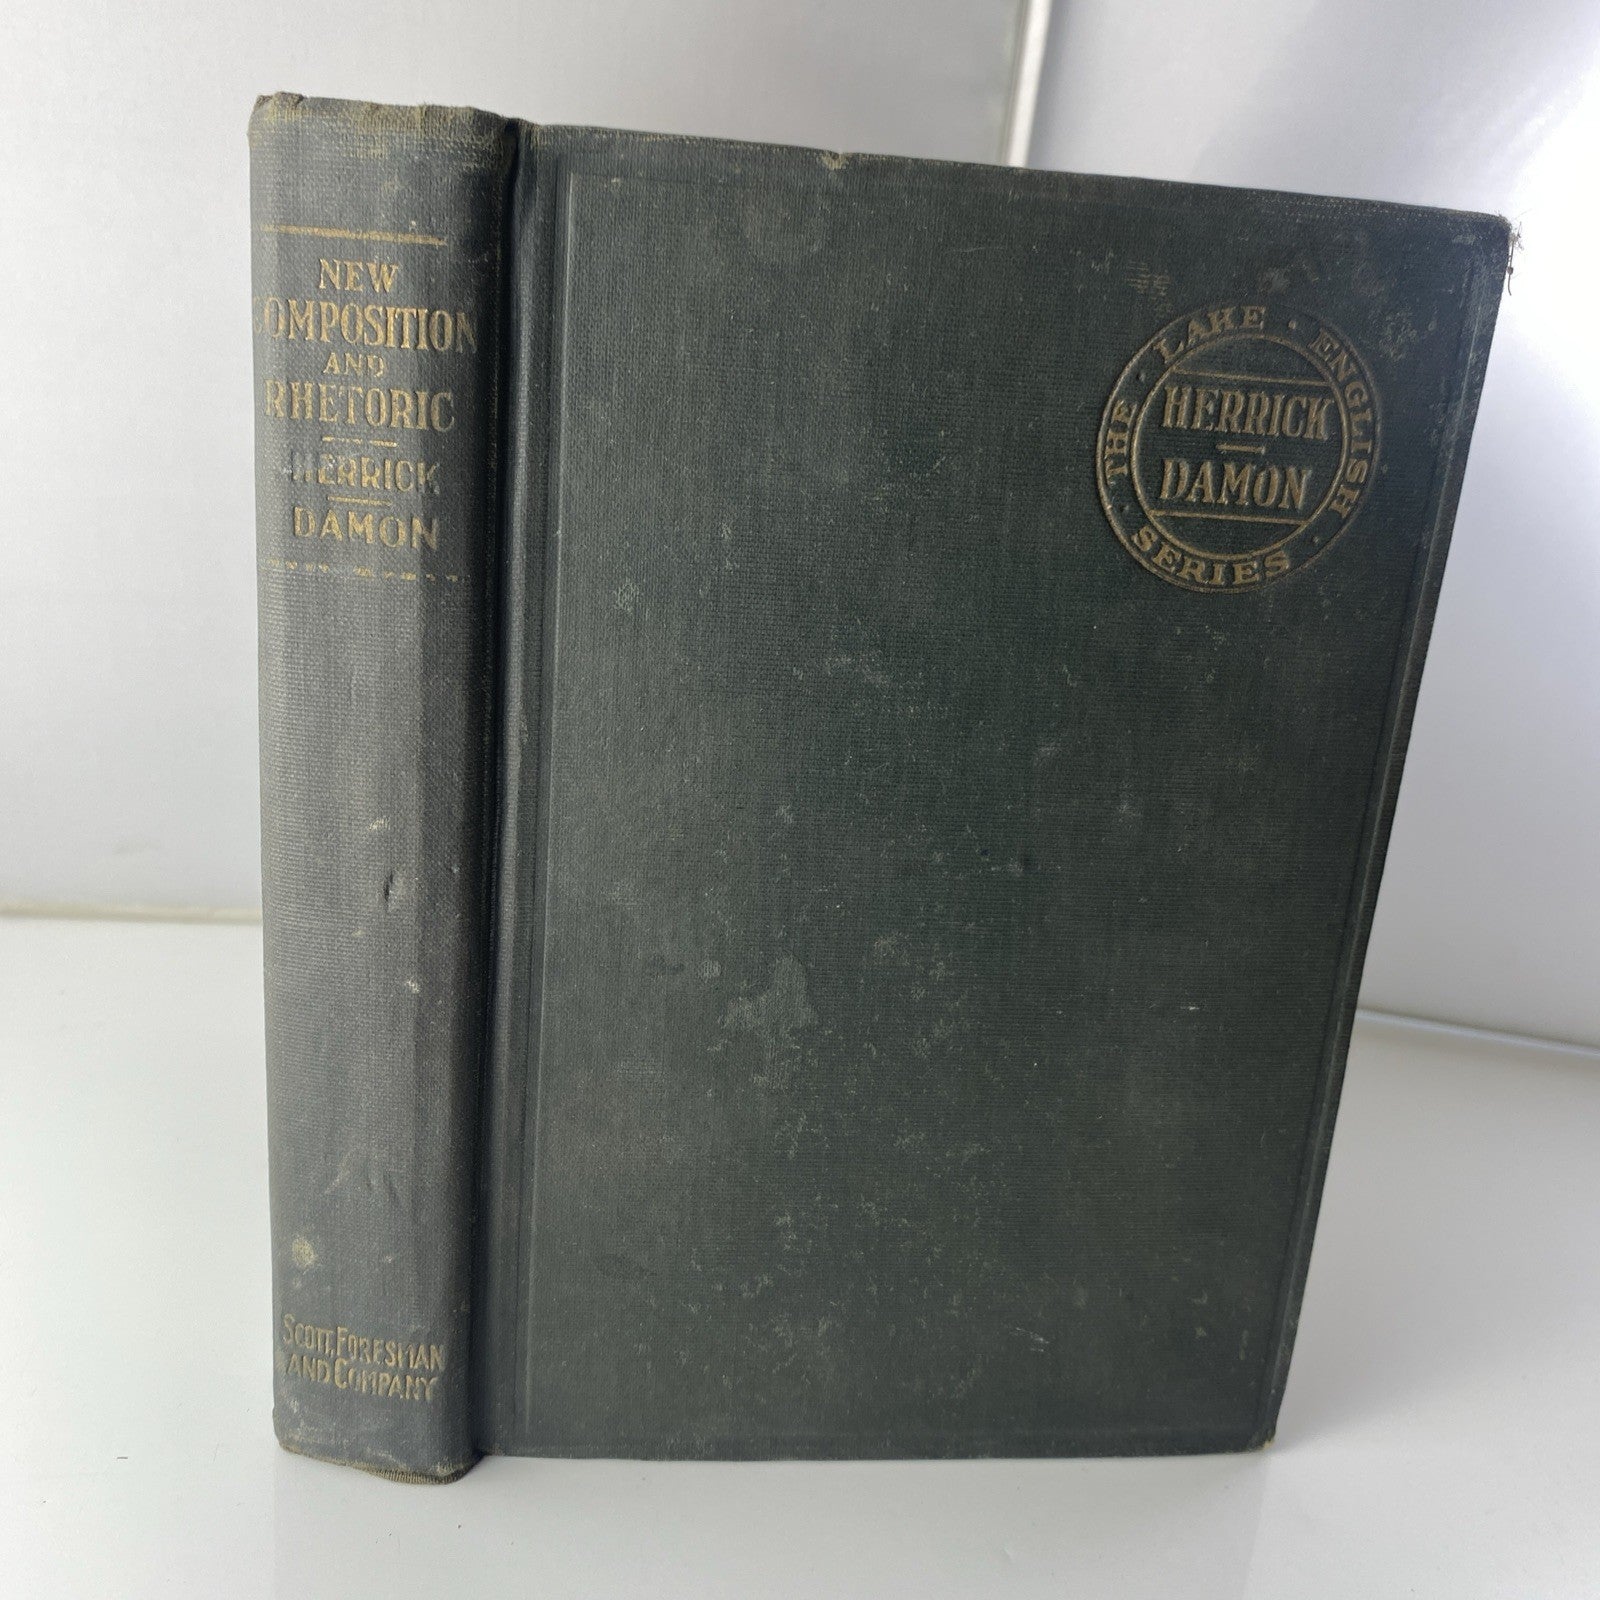 NEW
COMPOSITION
AND
RHETORIC
HERRICK
DAMON
SCOTT, FORESMAN
AND COMPANY
THE · LAKE · ENGLISH · SERIES ·
HERRICK
DAMON